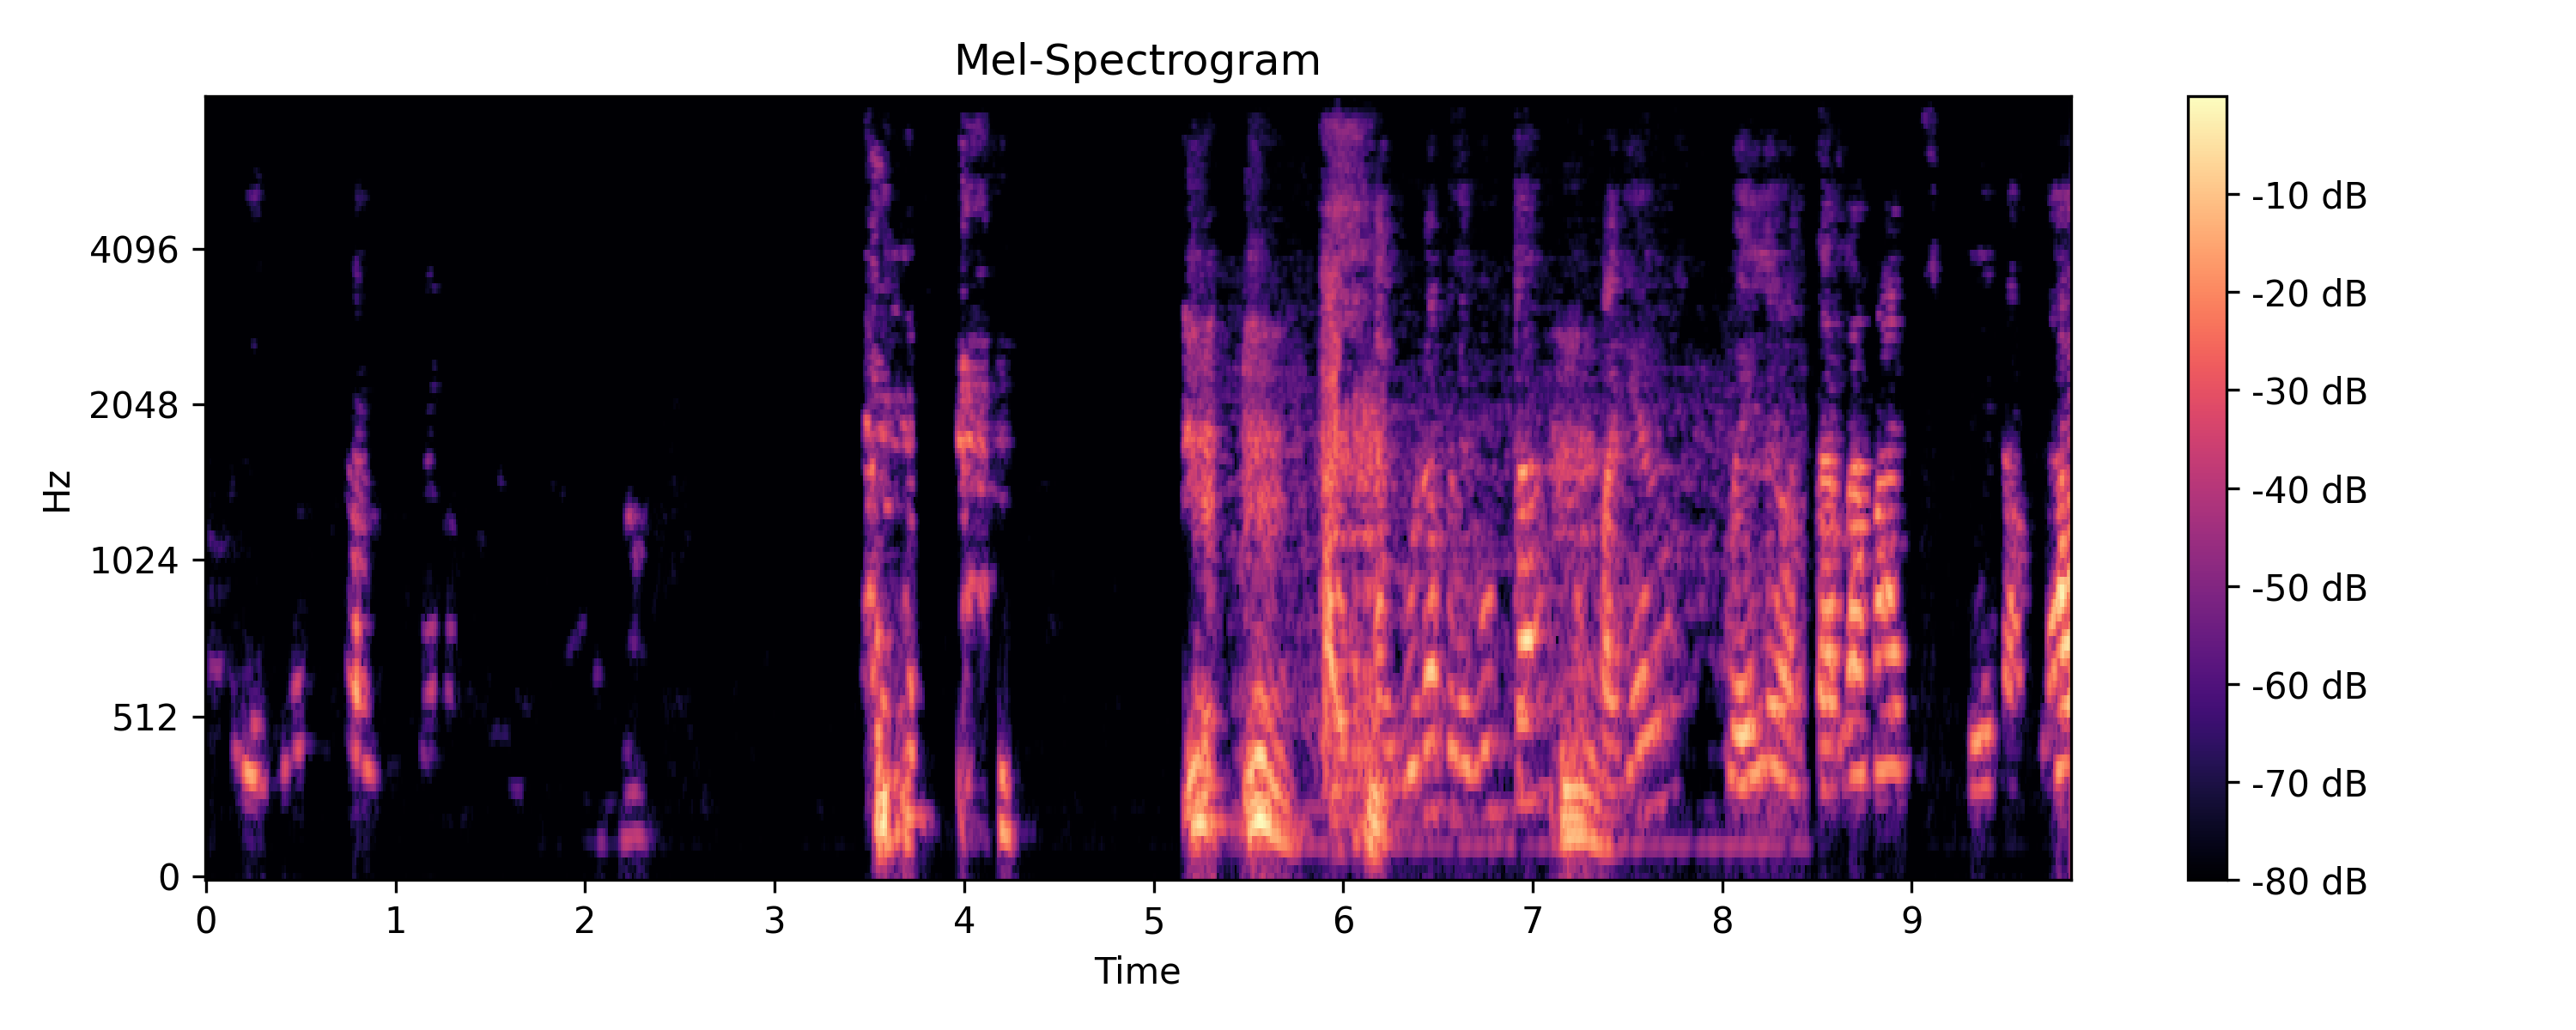 Mel-Spectrogram
Hz
4096
2048
1024
512
0
0 1 2 3 4 5 6 7 8 9
Time
-10 dB
-20 dB
-30 dB
-40 dB
-50 dB
-60 dB
-70 dB
-80 dB